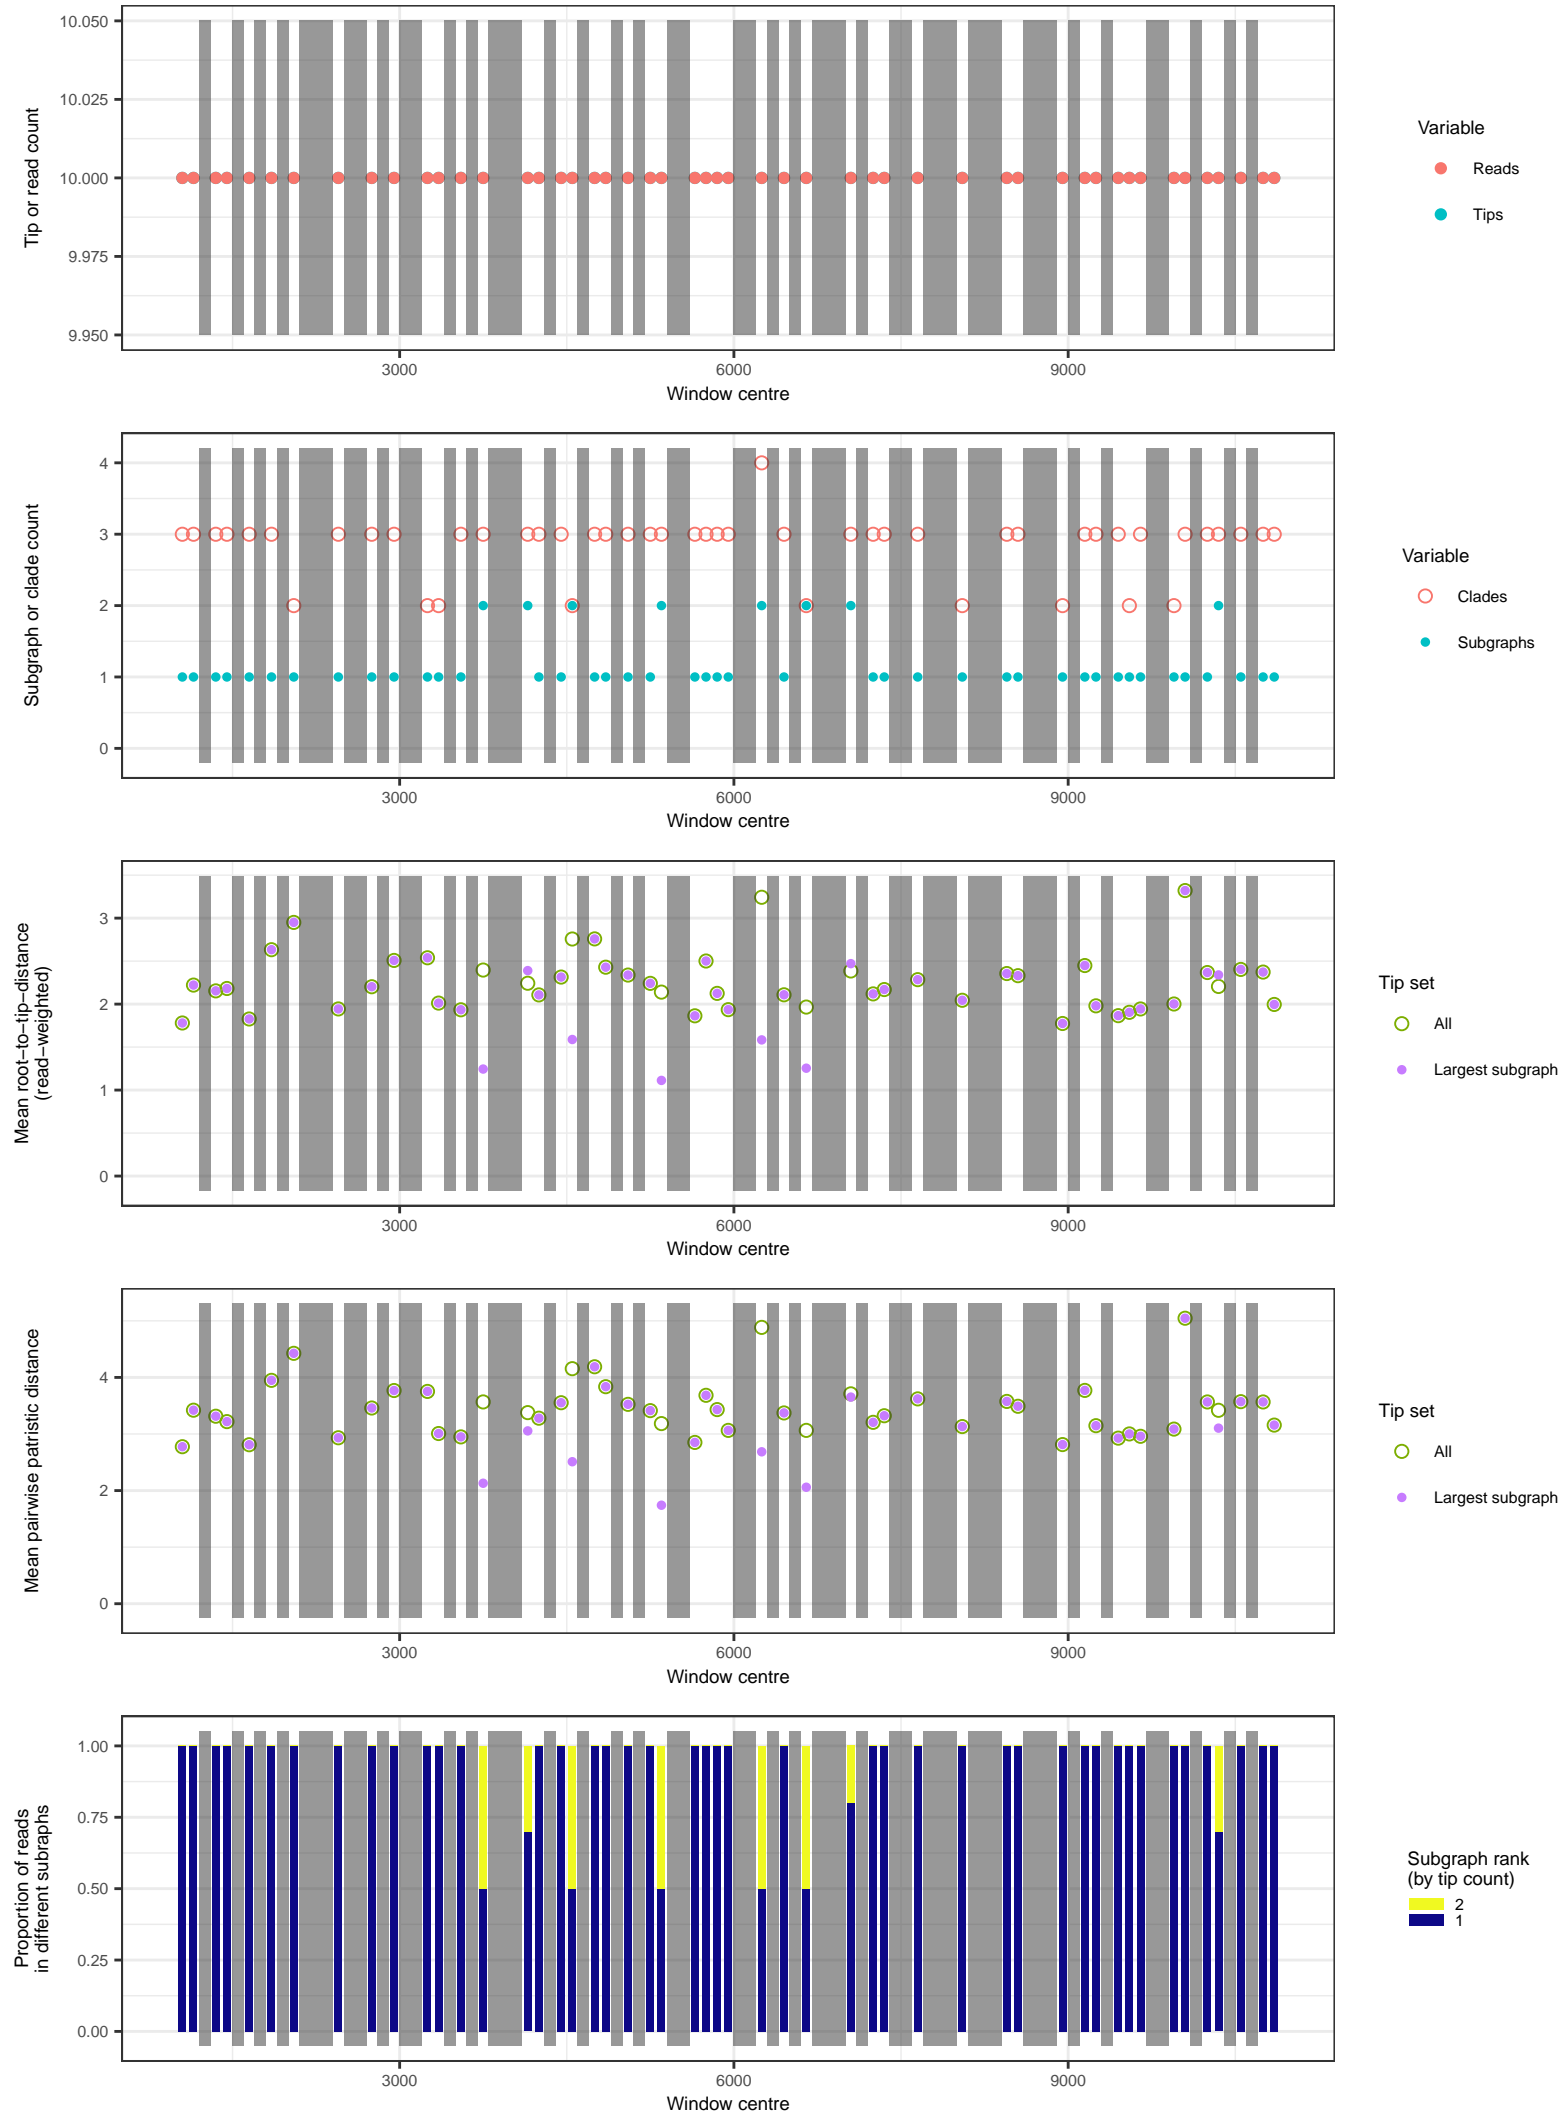 10.050
10.025
10.000
9.975
9.950
Tip or read count
3000
6000
9000
Window centre
Variable
Reads
Tips
4
3
2
1
0
Subgraph or clade count
3000
6000
9000
Window centre
Variable
Clades
Subgraphs
3
2
1
0
Mean root−to−tip−distance
(read−weighted)
3000
6000
9000
Window centre
Tip set
All
Largest subgraph
4
2
0
Mean pairwise patristic distance
3000
6000
9000
Window centre
Tip set
All
Largest subgraph
1.00
0.75
0.50
0.25
0.00
Proportion of reads
in different subraphs
3000
6000
9000
Window centre
Subgraph rank
(by tip count)
2
1